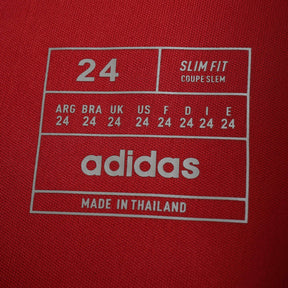 24
SLIM FIT
COUPE SLEM
ARG BRA UK US F D I E
24 24 24 24 24 24 24 24
adidas
MADE IN THAILAND